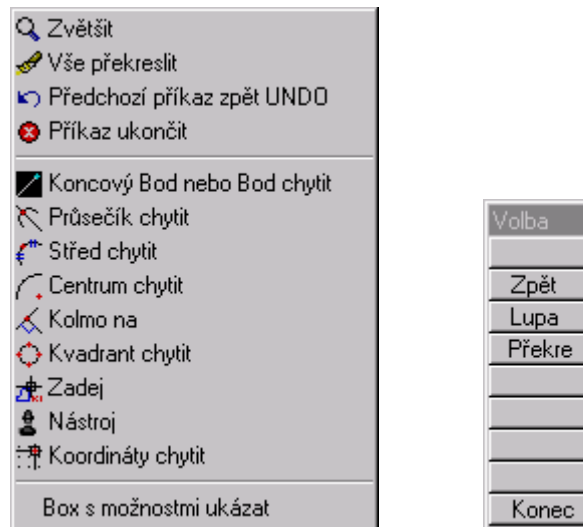 Zvětšit
Vše překreslit
Předchozí příkaz zpět UNDO
Příkaz ukončit
Koncový Bod nebo Bod chytit
Průsečík chytit
Střed chytit
Centrum chytit
Kolmo na
Kvadrant chytit
Zadej
Nástroj
Koordináty chytit
Box s možnostmi ukázat
Volba
Zpět
Lupa
Překre
Konec